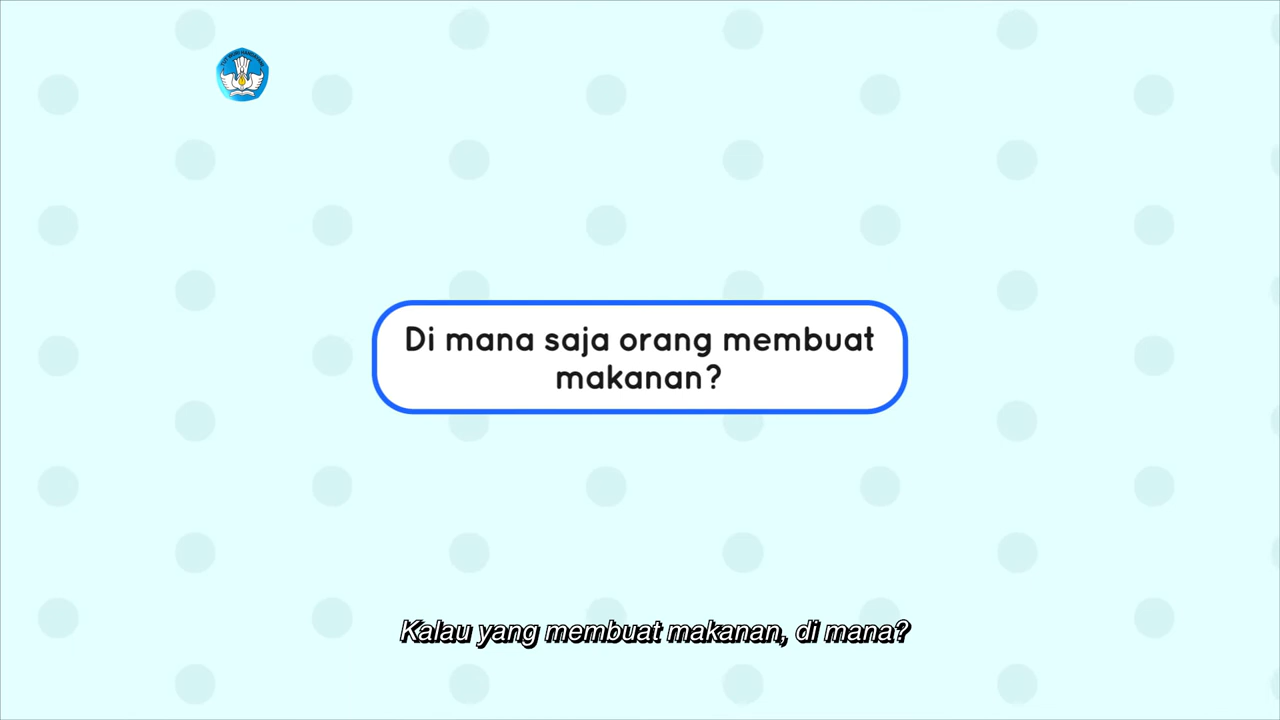 Di mana saja orang membuat
makanan?
Kalau yang membuat makanan, di mana?